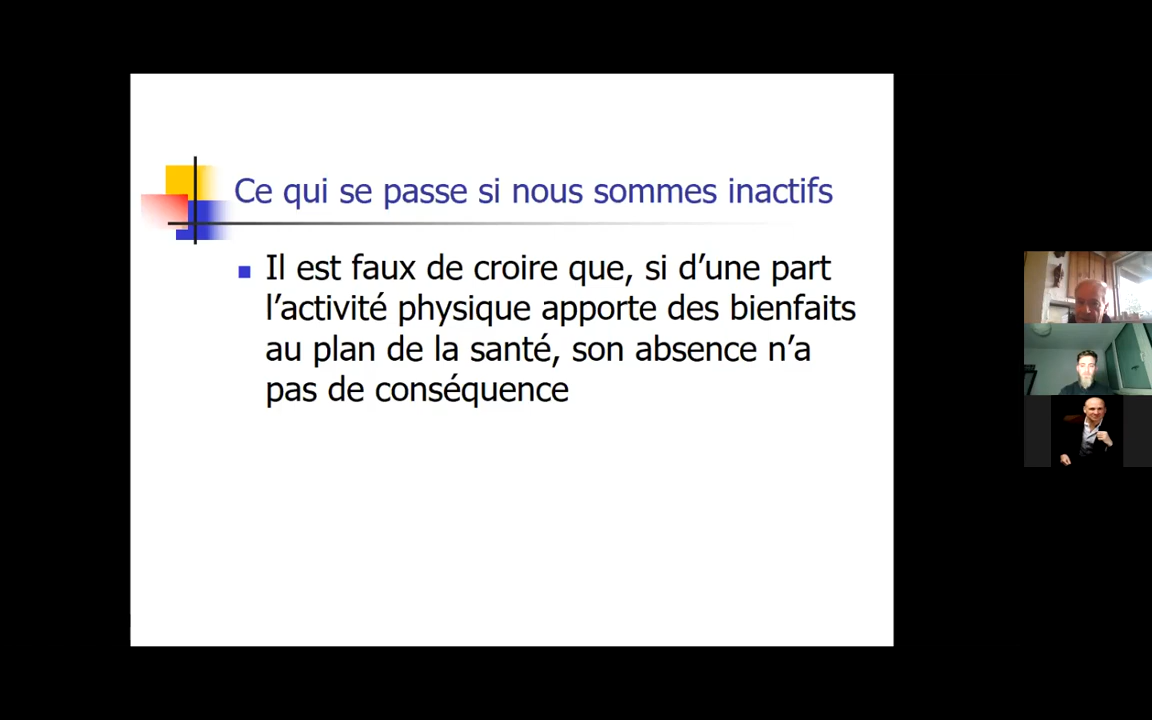 Ce qui se passe si nous sommes inactifs
Il est faux de croire que, si d’une part
l’activité physique apporte des bienfaits
au plan de la santé, son absence n’a
pas de conséquence